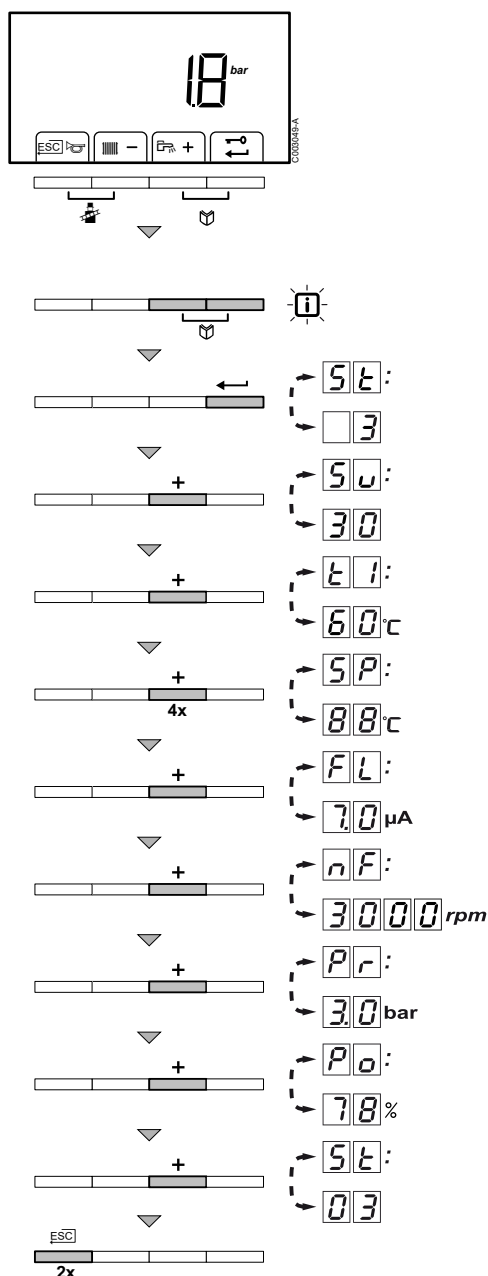 1.8 bar
ESC - +
C003049-A
i
St:
3
+
Su:
30
+
t1:
60°C
+
4x
SP:
88°C
+
FL:
7.0 µA
+
nF:
3000 rpm
+
Pr:
3.0 bar
+
Po:
78%
+
St:
03
ESC
2x